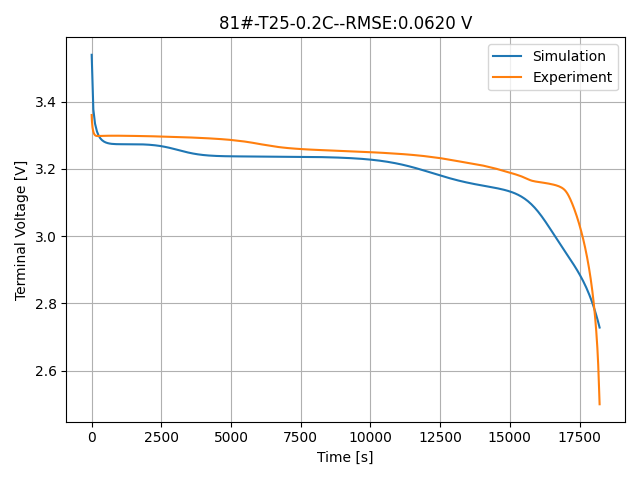 81#-T25-0.2C--RMSE:0.0620 V
Simulation
Experiment
Terminal Voltage [V]
3.4
3.2
3.0
2.8
2.6
0 2500 5000 7500 10000 12500 15000 17500
Time [s]